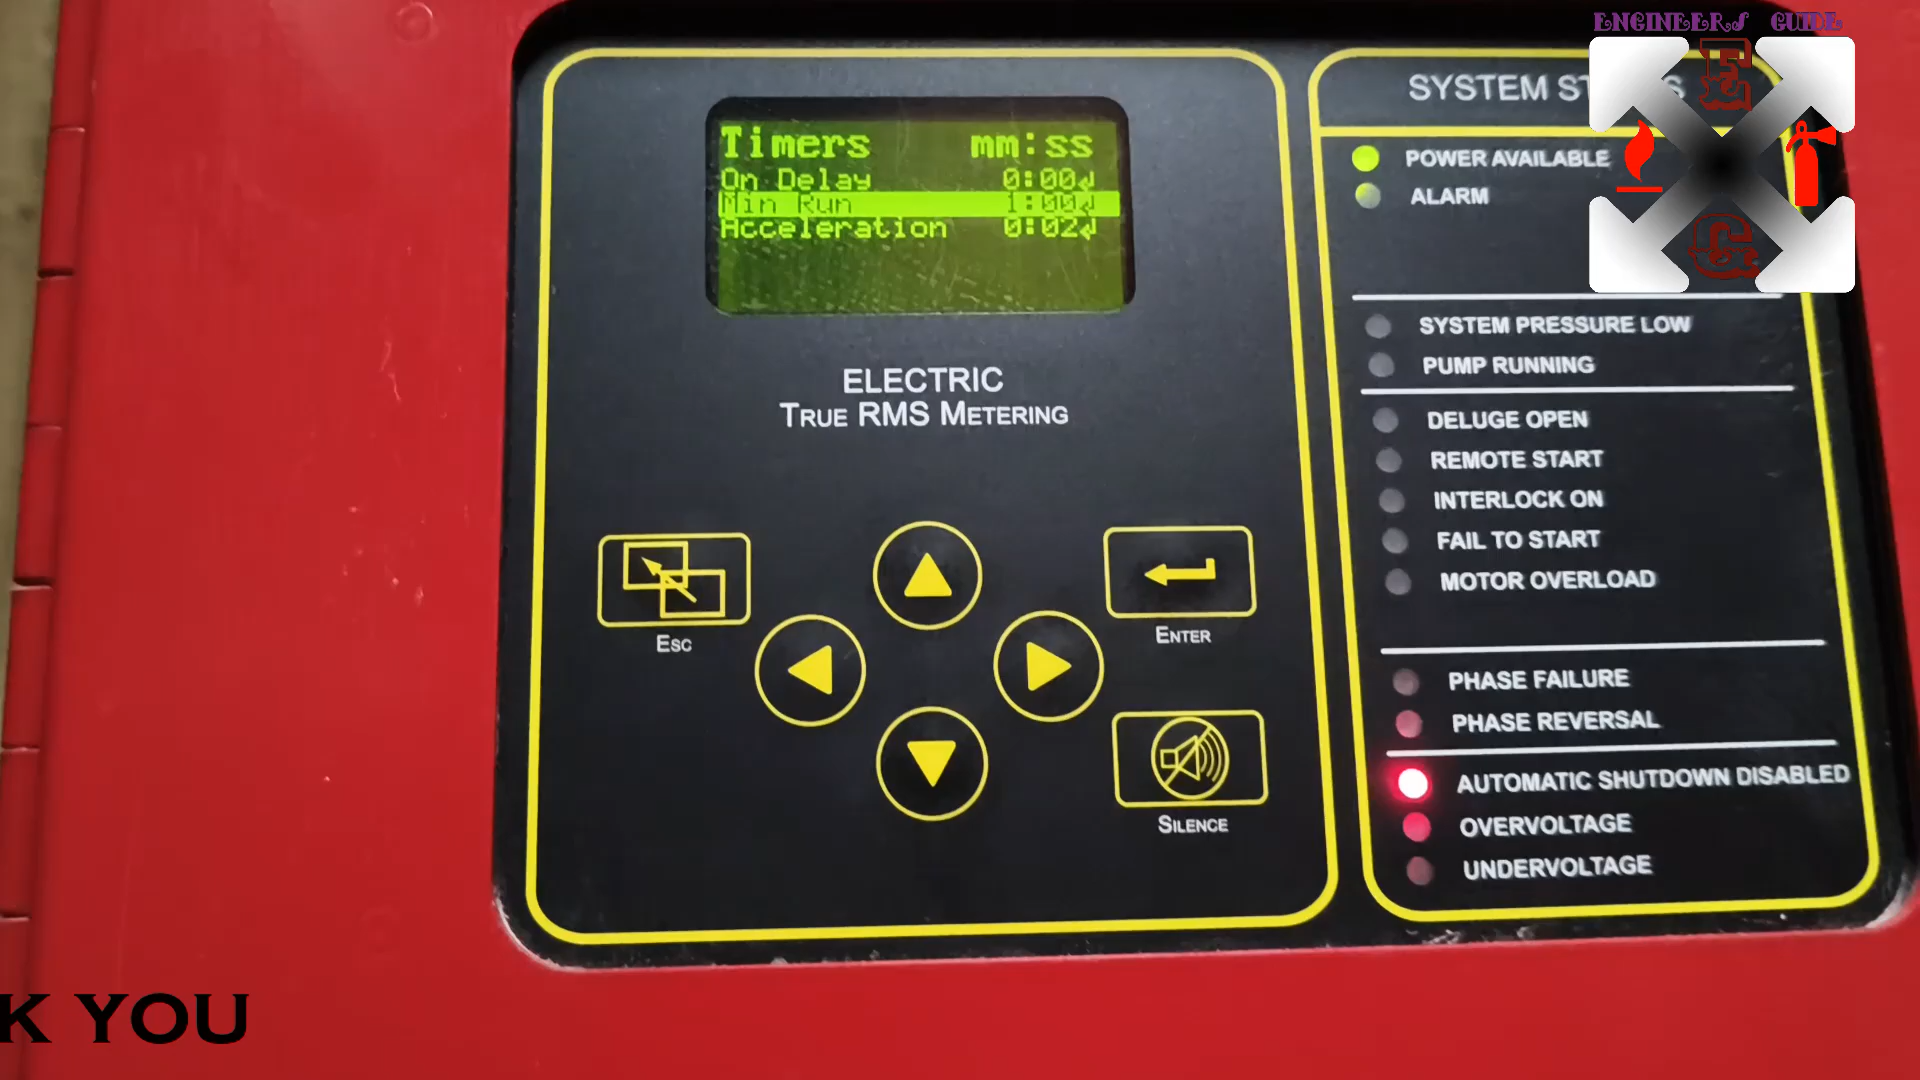 ENGINEERS GUIDE
E
G
Timers mm:ss
On Delay 0:00
Min Run 1:00
Acceleration 0:02
ELECTRIC
TRUE RMS METERING
ESC
ENTER
SILENCE
SYSTEM
POWER AVAILABLE
ALARM
SYSTEM PRESSURE LOW
PUMP RUNNING
DELUGE OPEN
REMOTE START
INTERLOCK ON
FAIL TO START
MOTOR OVERLOAD
PHASE FAILURE
PHASE REVERSAL
AUTOMATIC SHUTDOWN DISABLED
OVERVOLTAGE
UNDERVOLTAGE
K YOU